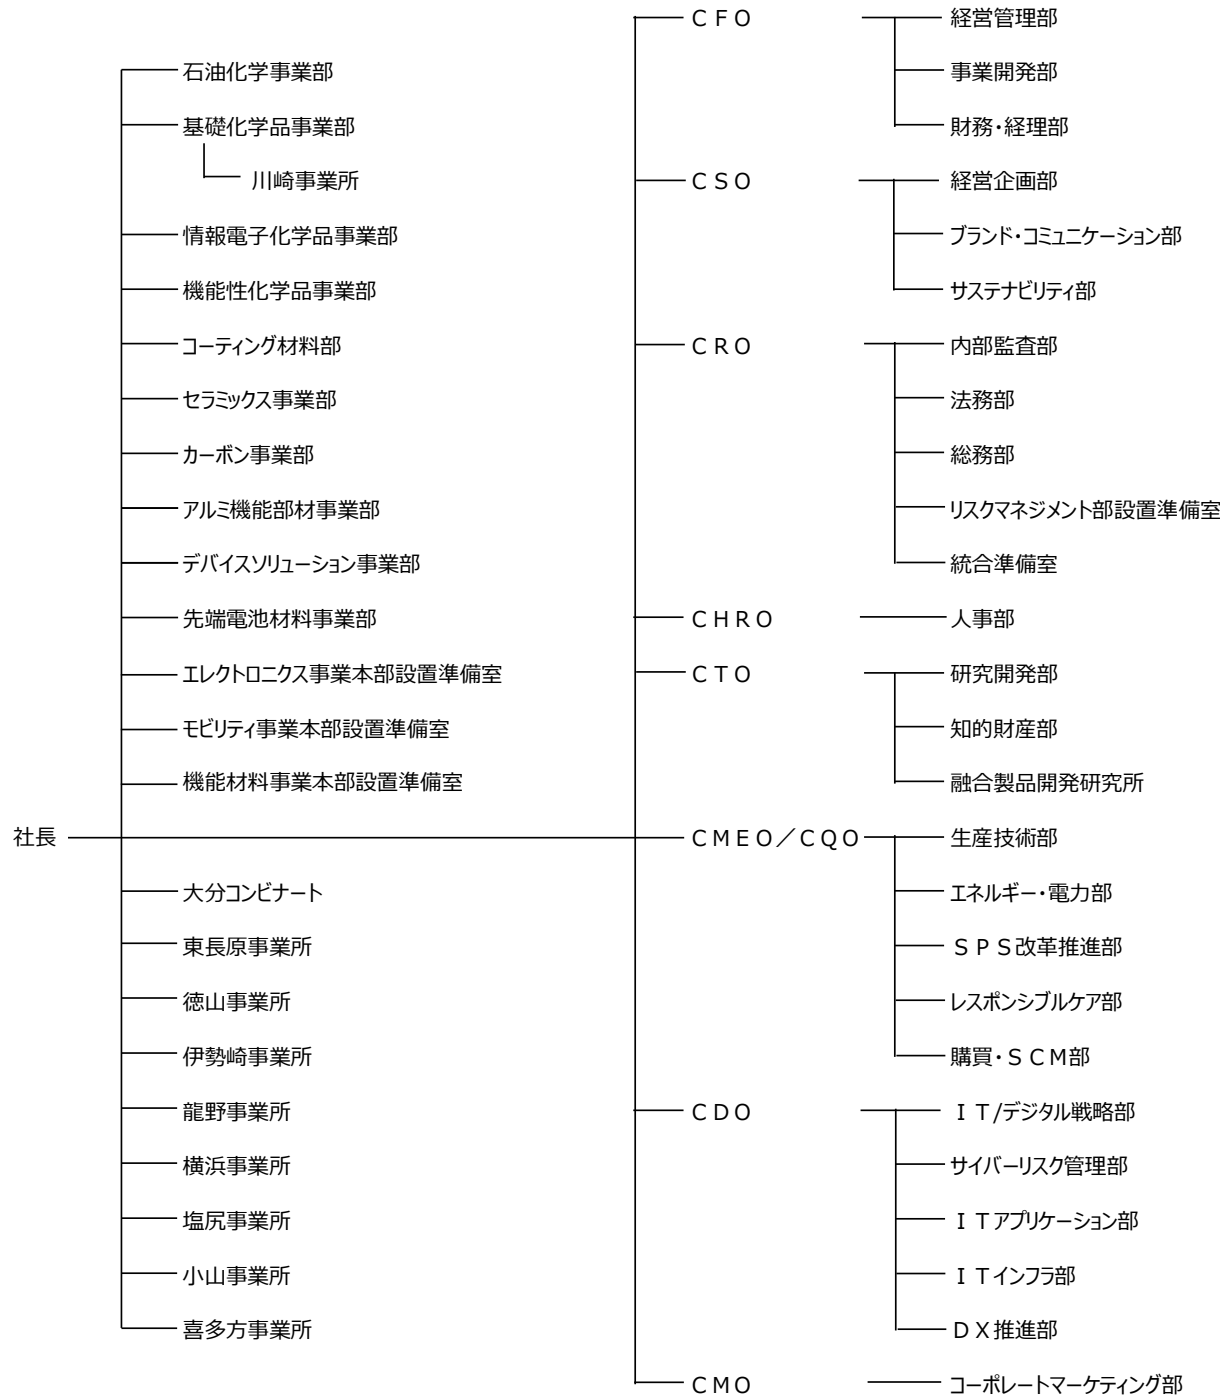 社長
石油化学事業部
基礎化学品事業部
川崎事業所
情報電子化学品事業部
機能性化学品事業部
コーティング材料部
セラミックス事業部
カーボン事業部
アルミ機能部材事業部
デバイスソリューション事業部
先端電池材料事業部
エレクトロニクス事業本部設置準備室
モビリティ事業本部設置準備室
機能材料事業本部設置準備室
大分コンビナート
東長原事業所
徳山事業所
伊勢崎事業所
龍野事業所
横浜事業所
塩尻事業所
小山事業所
喜多方事業所
ＣＦＯ
経営管理部
事業開発部
財務・経理部
ＣＳＯ
経営企画部
ブランド・コミュニケーション部
サステナビリティ部
ＣＲＯ
内部監査部
法務部
総務部
リスクマネジメント部設置準備室
統合準備室
ＣＨＲＯ
人事部
ＣＴＯ
研究開発部
知的財産部
融合製品開発研究所
ＣＭＥＯ／ＣＱＯ
生産技術部
エネルギー・電力部
ＳＰＳ改革推進部
レスポンシブルケア部
購買・ＳＣＭ部
ＣＤＯ
ＩＴ/デジタル戦略部
サイバーリスク管理部
ＩＴアプリケーション部
ＩＴインフラ部
ＤＸ推進部
ＣＭＯ
コーポレートマーケティング部